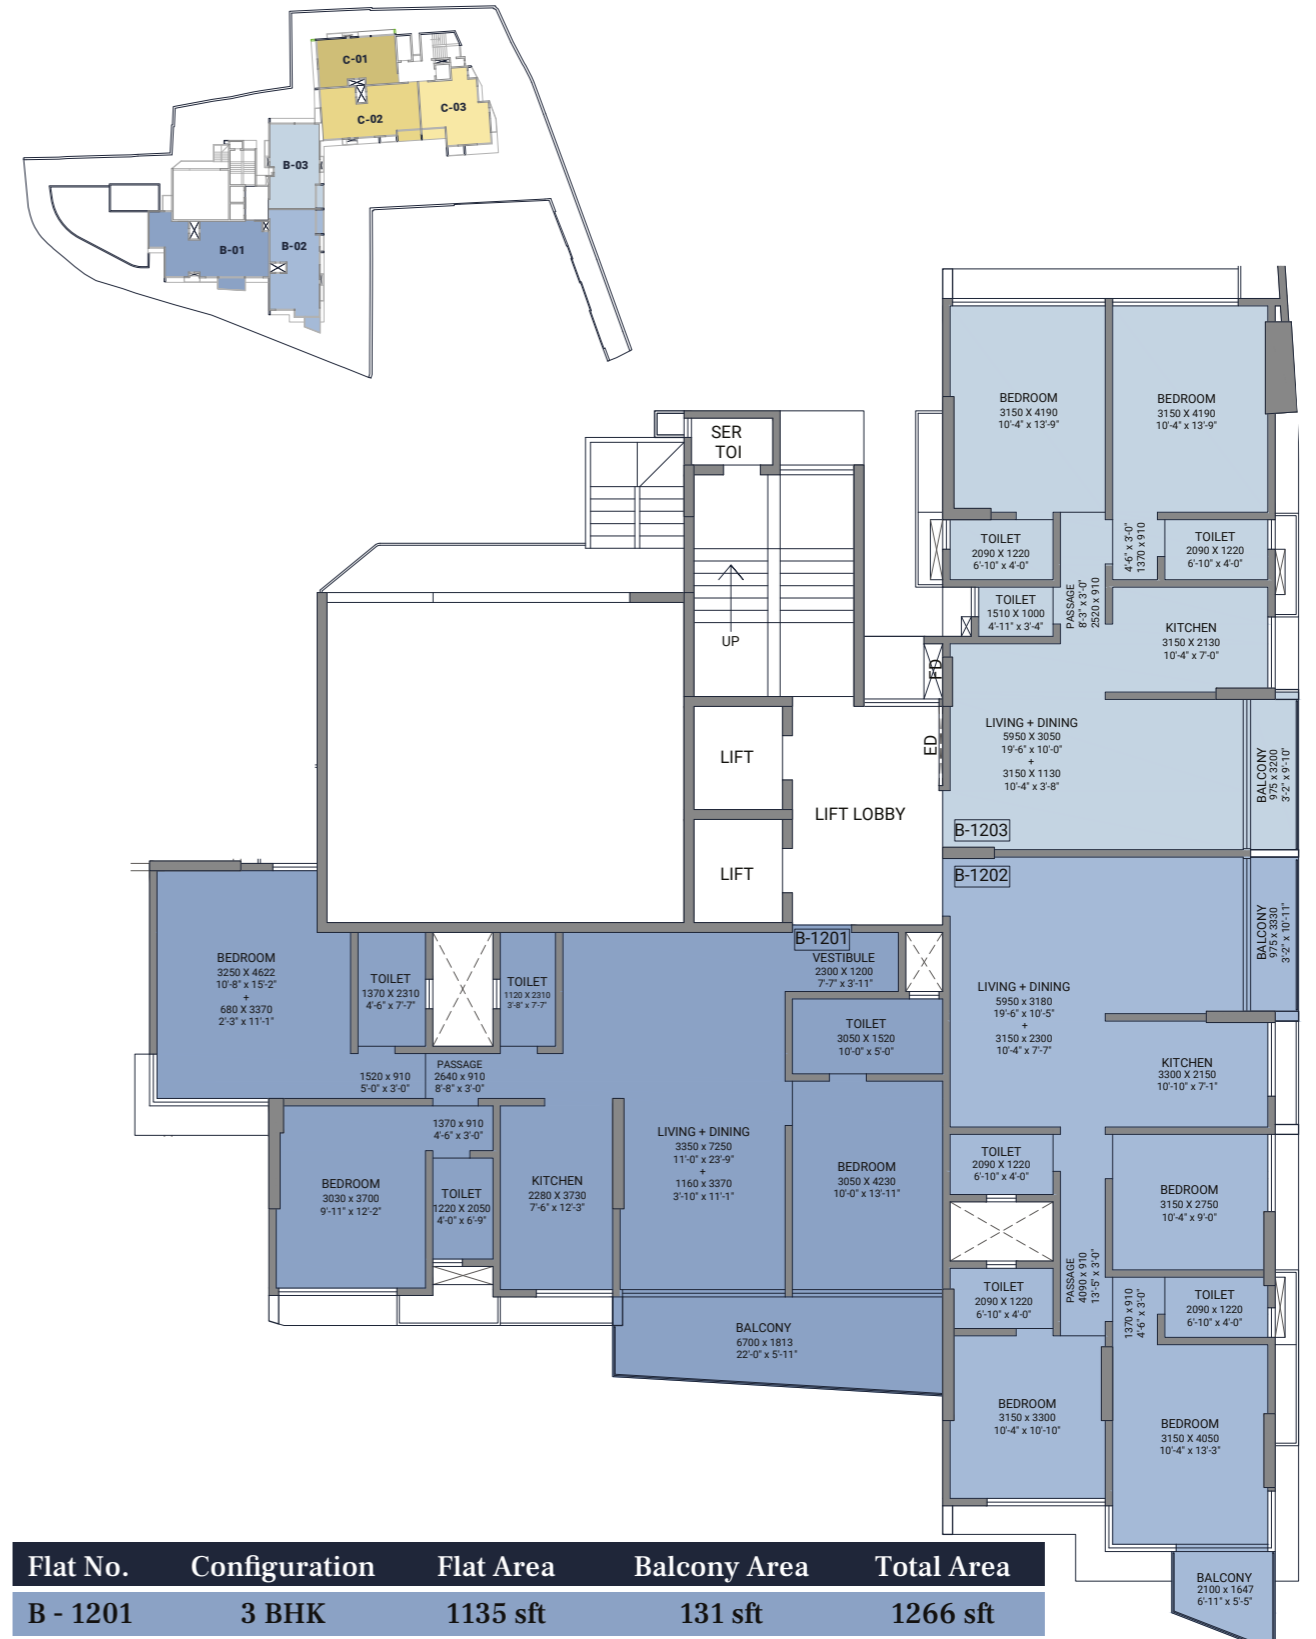 C-01
C-02
C-03
B-03
B-01
B-02
BEDROOM
3150 X 4190
10'-4" x 13'-9"
BEDROOM
3150 X 4190
10'-4" x 13'-9"
SER
TOI
TOILET
2090 X 1220
6'-10" x 4'-0"
4'-6" x 3'-0"
1370 x 910
TOILET
2090 X 1220
6'-10" x 4'-0"
TOILET
1510 X 1000
4'-11" x 3'-4"
PASSAGE
8'-3" x 3'-0"
2520 x 910
KITCHEN
3150 X 2130
10'-4" x 7'-0"
UP
FD
ED
LIVING + DINING
5950 X 3050
19'-6" x 10'-0"
+
3150 X 1130
10'-4" x 3'-8"
BALCONY
975 x 3200
3'-2" x 9'-10"
LIFT
LIFT LOBBY
B-1203
LIFT
B-1202
BALCONY
975 x 3330
3'-2" x 10'-11"
B-1201
VESTIBULE
2300 X 1200
7'-7" x 3'-11"
BEDROOM
3250 X 4622
10'-8" x 15'-2"
+
680 X 3370
2'-3" x 11'-1"
TOILET
1370 X 2310
4'-6" x 7'-7"
TOILET
1120 X 2310
3'-8" x 7'-7"
LIVING + DINING
5950 x 3180
19'-6" x 10'-5"
+
3150 x 2300
10'-4" x 7'-7"
TOILET
3050 X 1520
10'-0" x 5'-0"
KITCHEN
3300 X 2150
10'-10" x 7'-1"
1520 x 910
5'-0" x 3'-0"
PASSAGE
2640 x 910
8'-8" x 3'-0"
1370 x 910
4'-6" x 3'-0"
LIVING + DINING
3350 x 7250
11'-0" x 23'-9"
+
1160 x 3370
3'-10" x 11'-1"
BEDROOM
3050 X 4230
10'-0" x 13'-11"
TOILET
2090 X 1220
6'-10" x 4'-0"
BEDROOM
3030 x 3700
9'-11" x 12'-2"
TOILET
1220 X 2050
4'-0" x 6'-9"
KITCHEN
2280 X 3730
7'-6" x 12'-3"
BEDROOM
3150 X 2750
10'-4" x 9'-0"
PASSAGE
4090 x 910
13'-5" x 3'-0"
TOILET
2090 X 1220
6'-10" x 4'-0"
1370 x 910
4'-6" x 3'-0"
TOILET
2090 x 1220
6'-10" x 4'-0"
BALCONY
6700 x 1813
22'-0" x 5'-11"
BEDROOM
3150 x 3300
10'-4" x 10'-10"
BEDROOM
3150 X 4050
10'-4" x 13'-3"
BALCONY
2100 x 1647
6'-11" x 5'-5"
Flat No. Configuration Flat Area Balcony Area Total Area
B - 1201 3 BHK 1135 sft 131 sft 1266 sft